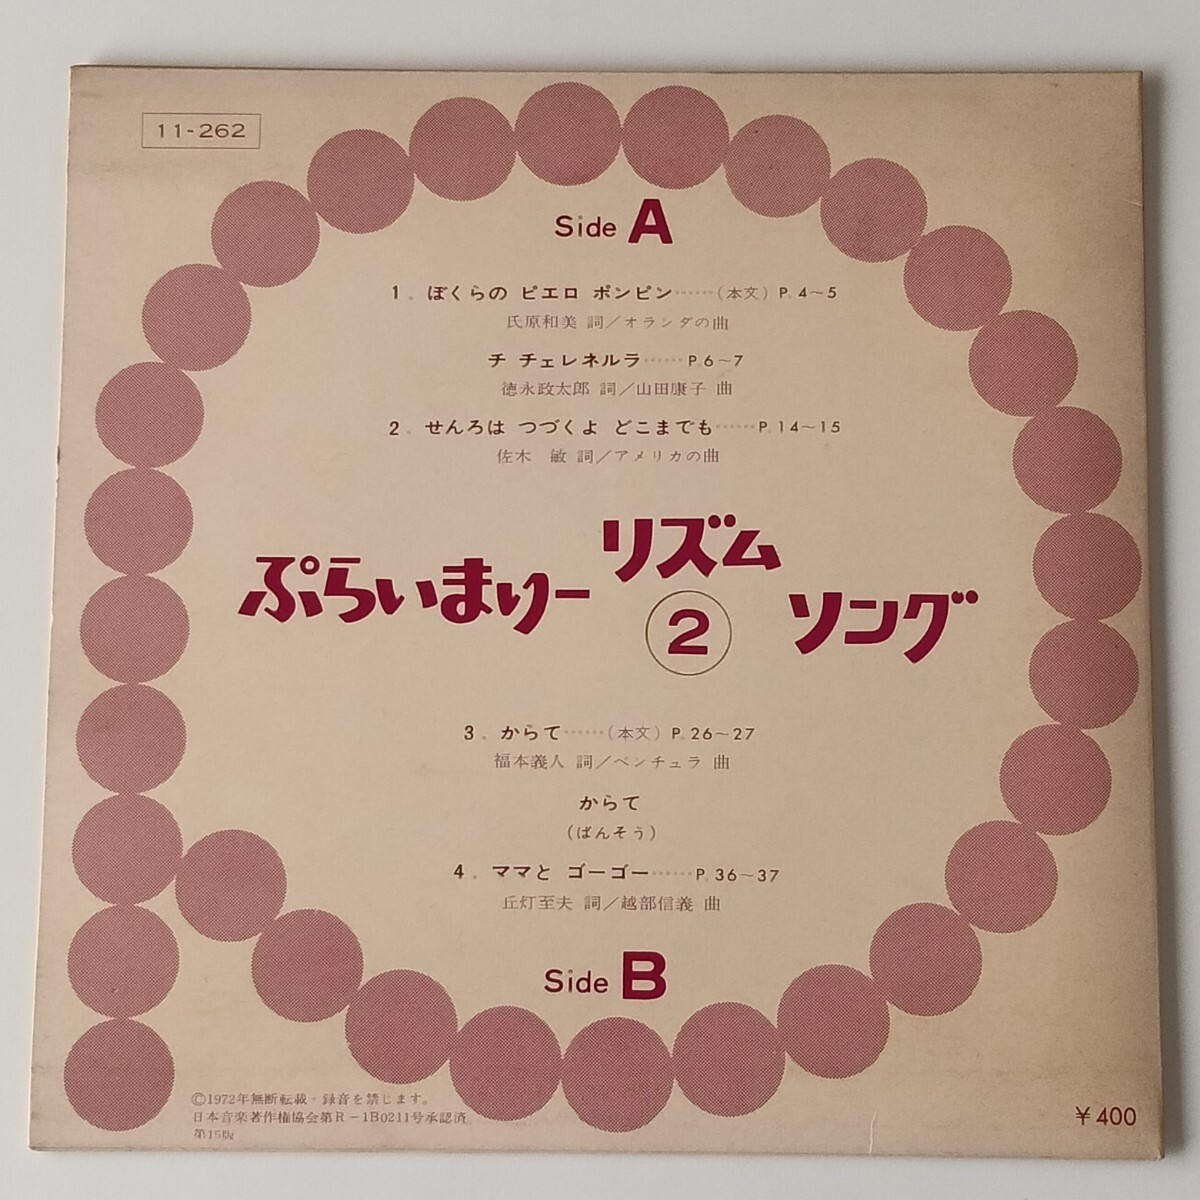 11-262
Side A
1. ぼくらの ピエロ ポンピン……(本文) P.4～5
氏原和美 詞／オランダの曲
チ チェレネルラ……P.6～7
徳永政太郎 詞／山田康子 曲
2. せんろは つづくよ どこまでも……P.14～15
佐木 敏 詞／アメリカの曲
ぷらいまりー リズム ② ソング
3. からて……(本文) P.26～27
福本義人 詞／ベンチュラ 曲
からて
(ばんそう)
4. ママと ゴーゴー……P.36～37
丘灯至夫 詞／越部信義 曲
Side B
©1972年無断転載・録音を禁じます。
日本音楽著作権協会第R－1B0211号承認済
第15版
￥400